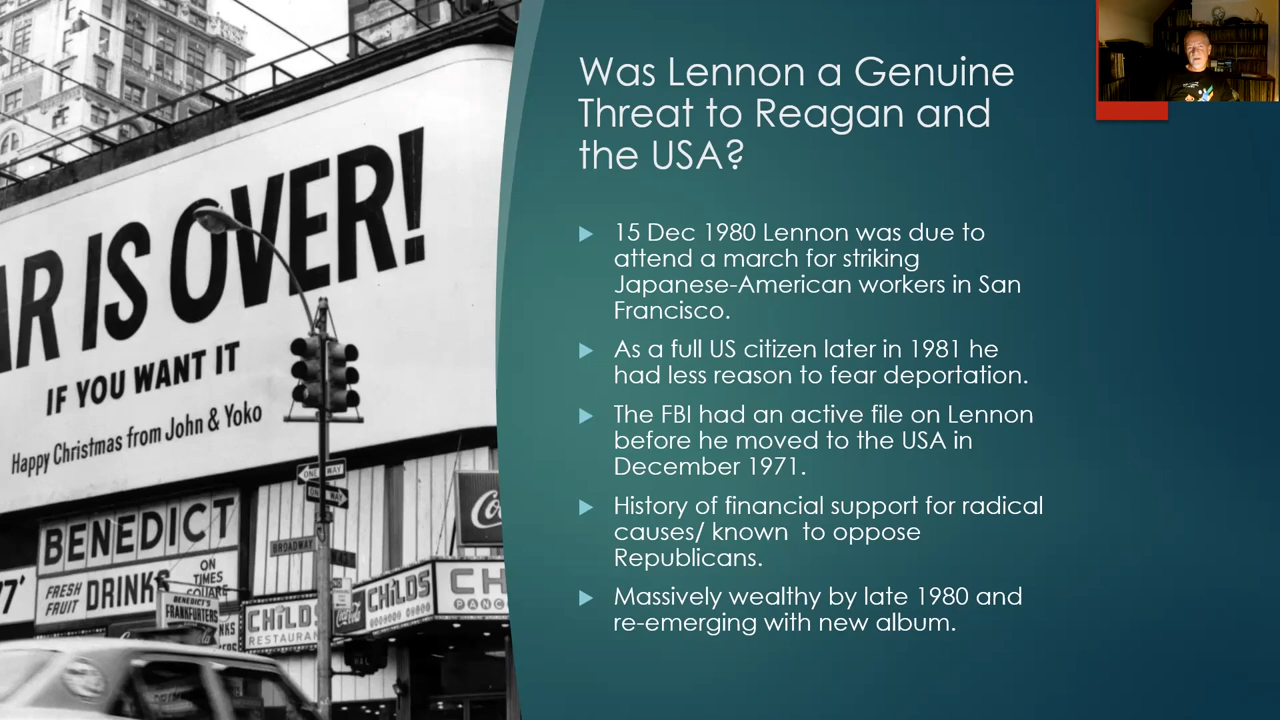 AR IS OVER!
IF YOU WANT IT
Happy Christmas from John & Yoko
BENEDICT
FRESH
FRUIT
DRINKS
ON
TIMES
SQUARE
BENEDICT'S
FRANKFURTERS
CHILDS
RESTAURAN
CHILDS
CH
PANC
Co
ONE WAY
BROADWAY
Was Lennon a Genuine
Threat to Reagan and
the USA?
15 Dec 1980 Lennon was due to
attend a march for striking
Japanese-American workers in San
Francisco.
As a full US citizen later in 1981 he
had less reason to fear deportation.
The FBI had an active file on Lennon
before he moved to the USA in
December 1971.
History of financial support for radical
causes/ known  to oppose
Republicans.
Massively wealthy by late 1980 and
re-emerging with new album.